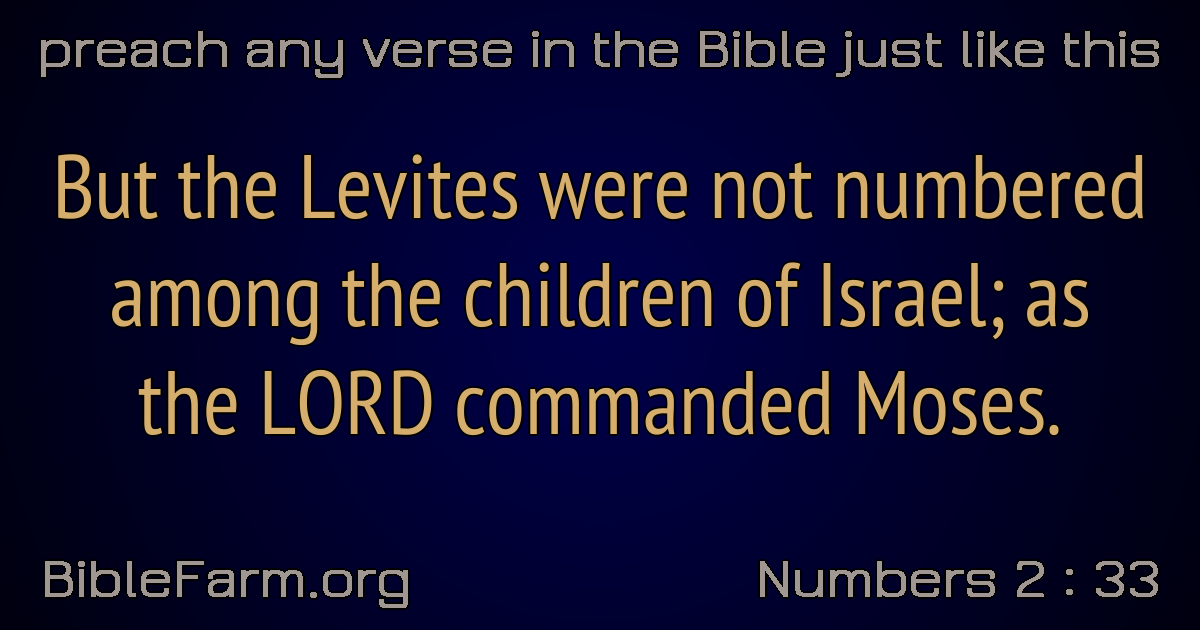 preach any verse in the Bible just like this
But the Levites were not numbered
among the children of Israel; as
the LORD commanded Moses.
BibleFarm.org
Numbers 2 : 33